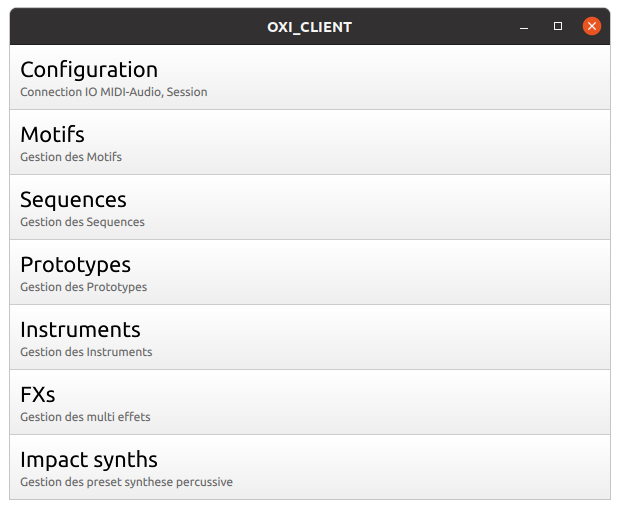 OXI_CLIENT
Configuration
Connection IO MIDI-Audio, Session
Motifs
Gestion des Motifs
Sequences
Gestion des Sequences
Prototypes
Gestion des Prototypes
Instruments
Gestion des Instruments
FXs
Gestion des multi effets
Impact synths
Gestion des preset synthese percussive